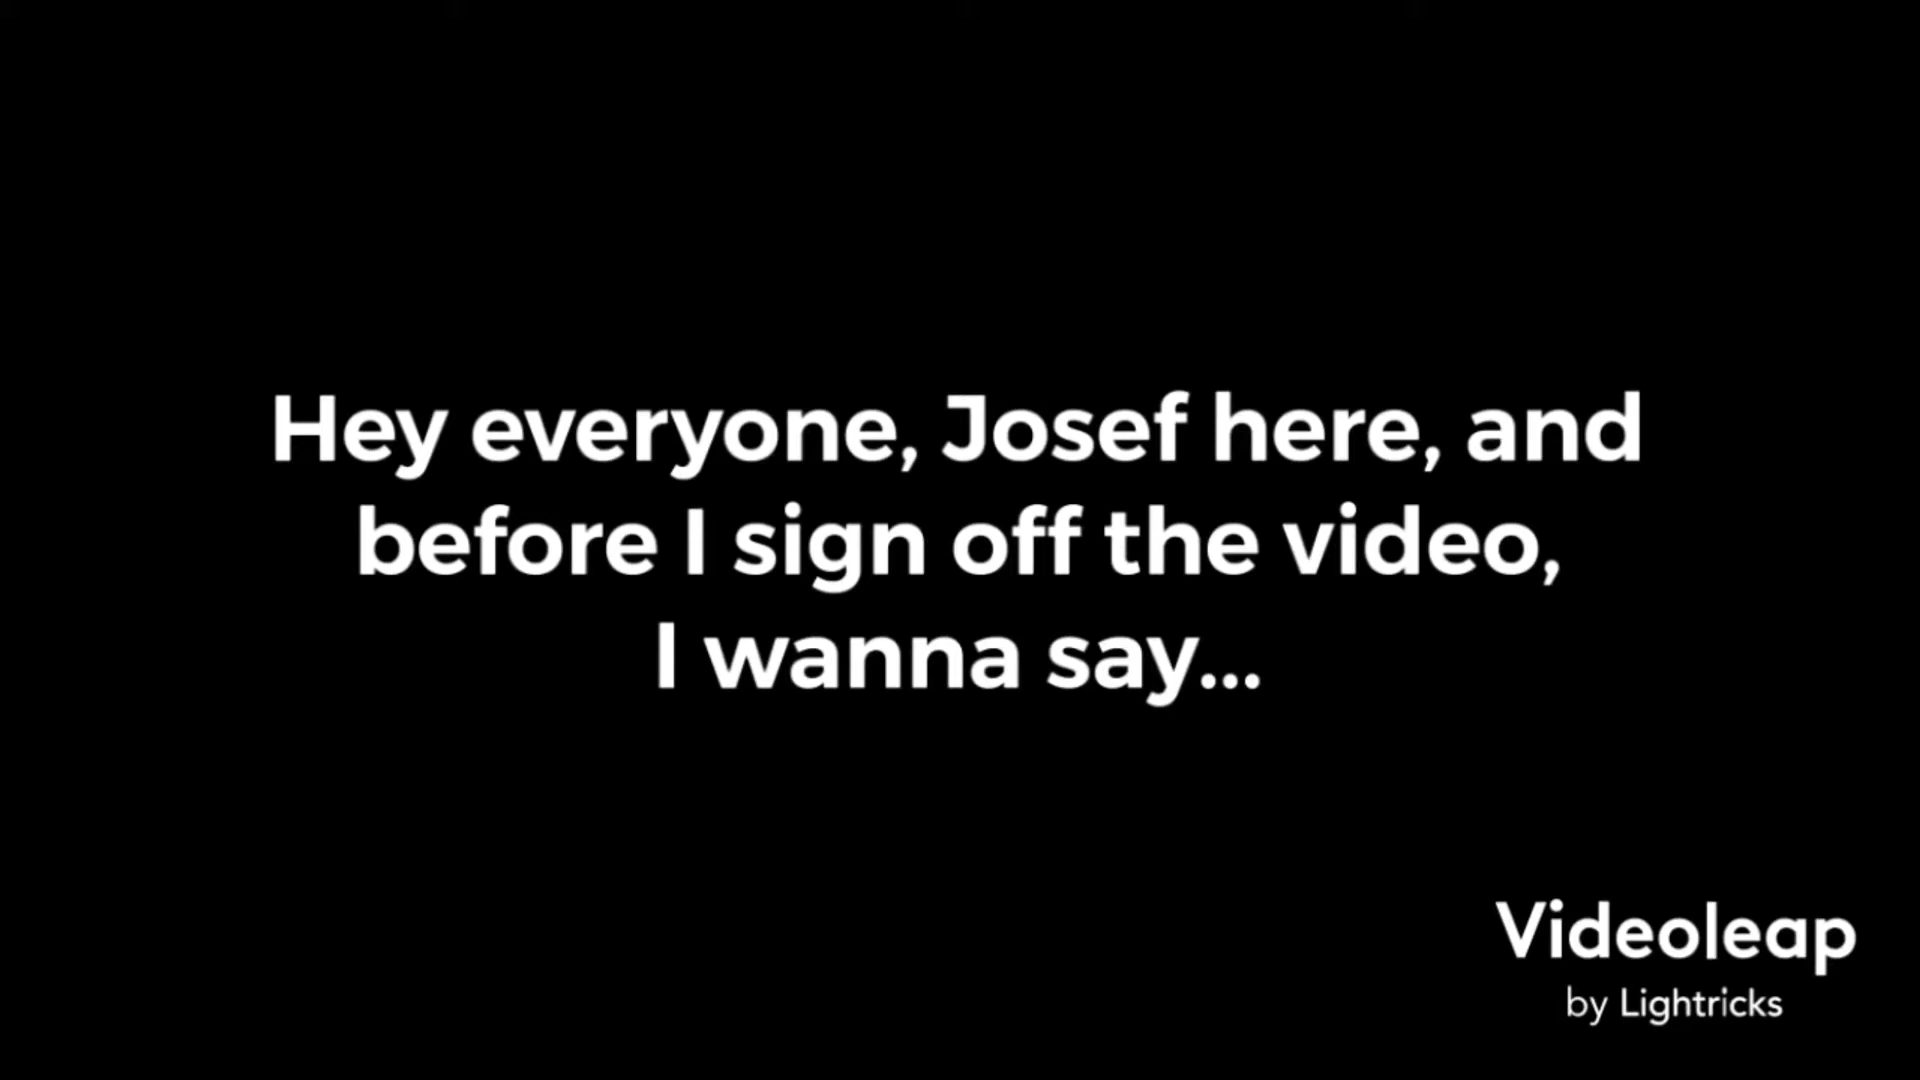 Hey everyone, Josef here, and
before I sign off the video,
I wanna say...
Videoleap
by Lightricks